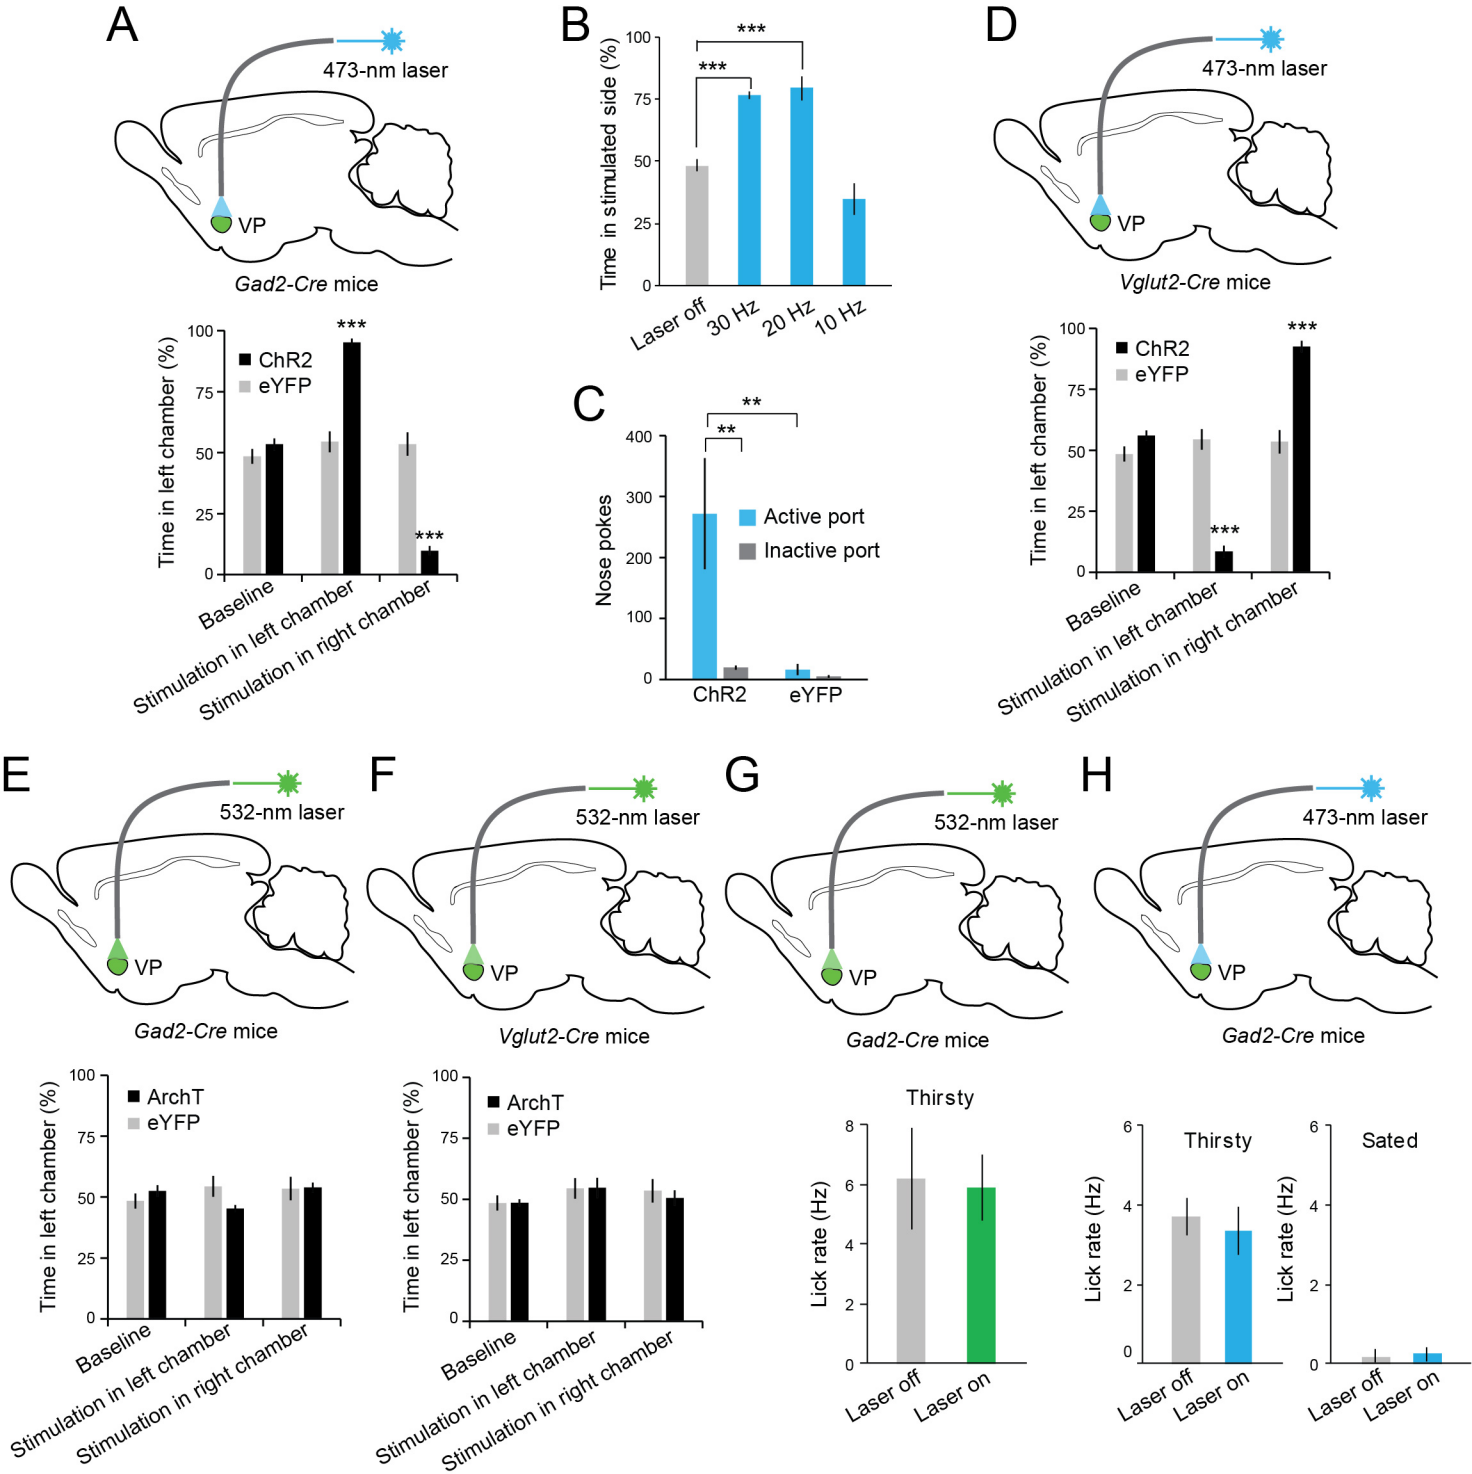 A
473-nm laser
VP
Gad2-Cre mice
Time in left chamber (%)
100
75
50
25
0
***
***
ChR2
eYFP
Baseline
Stimulation in left chamber
Stimulation in right chamber
B
Time in stimulated side (%)
100
75
50
25
0
***
***
Laser off
30 Hz
20 Hz
10 Hz
C
Nose pokes
400
300
200
100
0
**
**
Active port
Inactive port
ChR2
eYFP
D
473-nm laser
VP
Vglut2-Cre mice
Time in left chamber (%)
100
75
50
25
0
***
***
ChR2
eYFP
Baseline
Stimulation in left chamber
Stimulation in right chamber
E
532-nm laser
VP
Gad2-Cre mice
Time in left chamber (%)
100
75
50
25
0
ArchT
eYFP
Baseline
Stimulation in left chamber
Stimulation in right chamber
F
532-nm laser
VP
Vglut2-Cre mice
Time in left chamber (%)
100
75
50
25
0
ArchT
eYFP
Baseline
Stimulation in left chamber
Stimulation in right chamber
G
532-nm laser
VP
Gad2-Cre mice
Thirsty
Lick rate (Hz)
8
6
4
2
0
Laser off
Laser on
H
473-nm laser
VP
Gad2-Cre mice
Thirsty
Lick rate (Hz)
6
4
2
0
Laser off
Laser on
Sated
Lick rate (Hz)
6
4
2
0
Laser off
Laser on